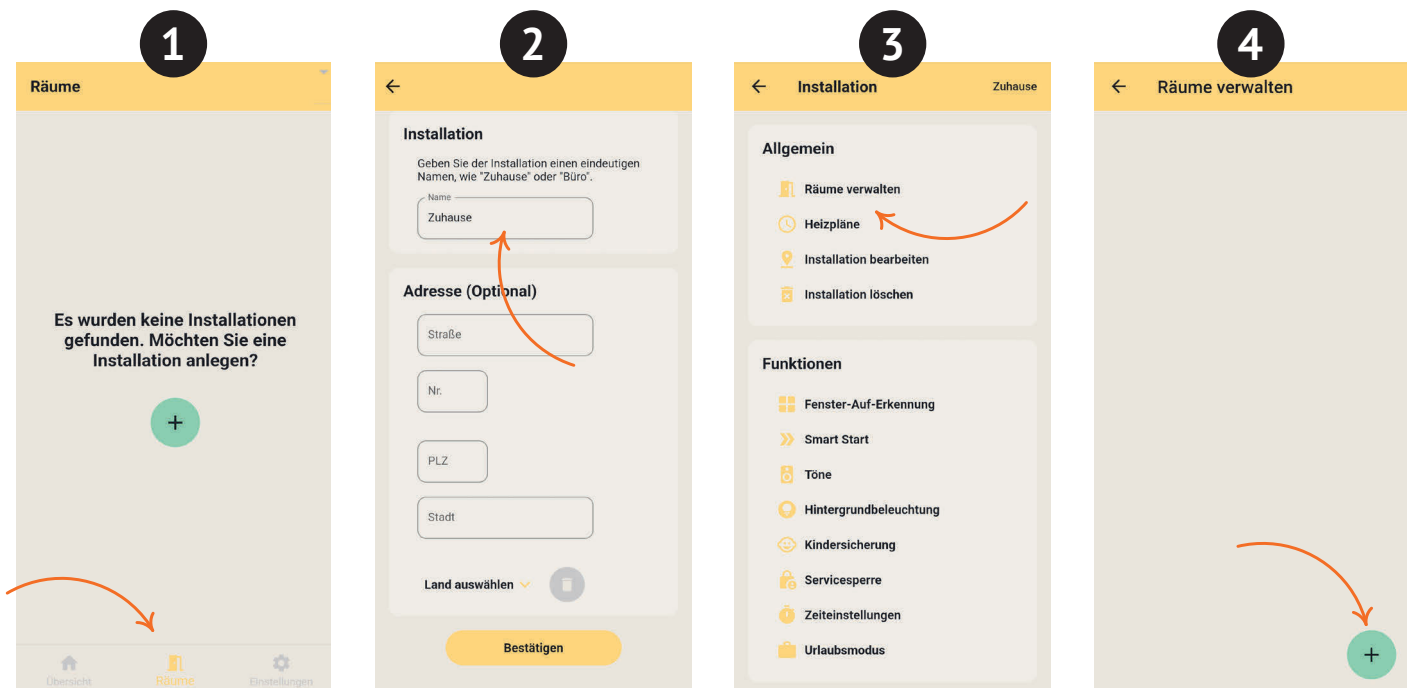 1
Räume
Es wurden keine Installationen
gefunden. Möchten Sie eine
Installation anlegen?
+
Übersicht
Räume
Einstellungen
2
Installation
Geben Sie der Installation einen eindeutigen
Namen, wie "Zuhause" oder "Büro".
Name
Zuhause
Adresse (Optional)
Straße
Nr.
PLZ
Stadt
Land auswählen
Bestätigen
3
Installation
Zuhause
Allgemein
Räume verwalten
Heizpläne
Installation bearbeiten
Installation löschen
Funktionen
Fenster-Auf-Erkennung
Smart Start
Töne
Hintergrundbeleuchtung
Kindersicherung
Servicesperre
Zeiteinstellungen
Urlaubsmodus
4
Räume verwalten
+